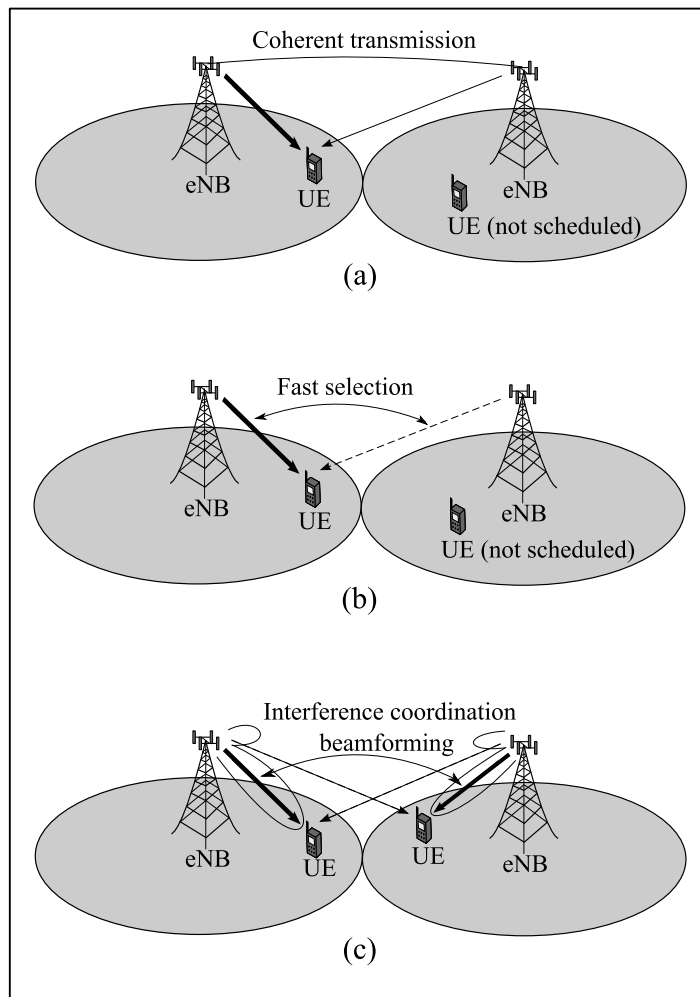 Coherent transmission
eNB
UE
eNB
UE (not scheduled)
(a)
Fast selection
eNB
UE
eNB
UE (not scheduled)
(b)
Interference coordination
beamforming
eNB
UE
UE
eNB
(c)